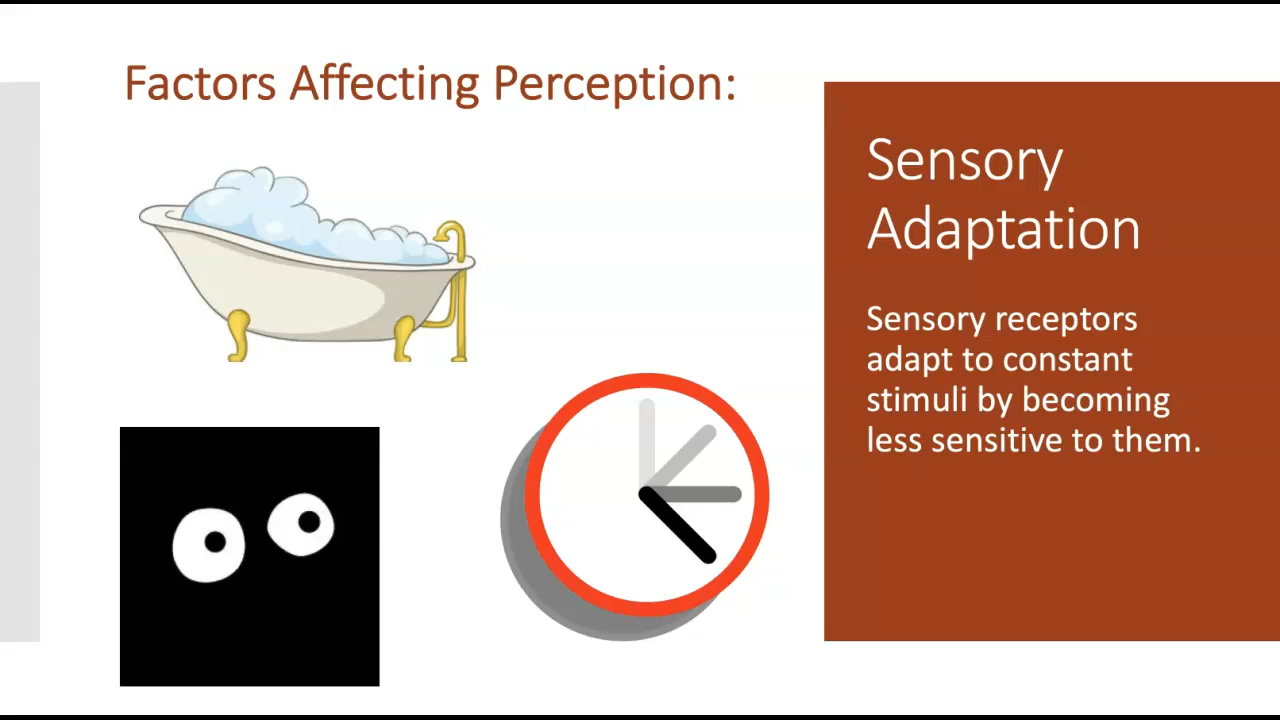 Factors Affecting Perception:
Sensory
Adaptation
Sensory receptors
adapt to constant
stimuli by becoming
less sensitive to them.